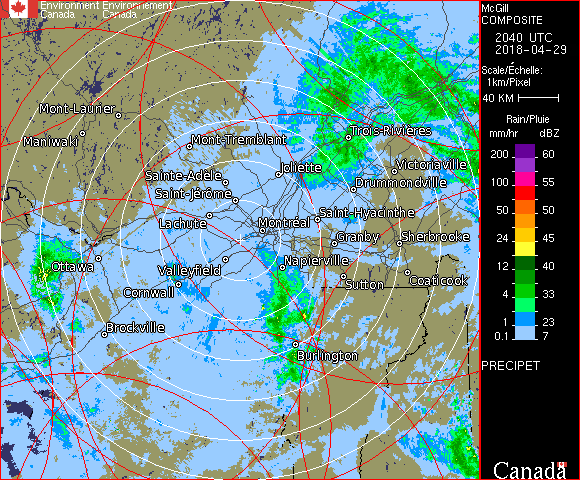 Environment Environnement
Canada Canada
McGill
COMPOSITE
2040 UTC
2018-04-29
Scale/Échelle:
1km/Pixel
40 KM
Rain/Pluie
mm/hr dBZ
200 60
100 55
50 50
24 45
12 40
4 33
1 23
0.1 7
PRECIPET
Canada
Mont-Laurier
Maniwaki
Mont-Tremblant
Trois-Rivières
Sainte-Adele
Joliette
Victoriaville
Saint-Jérôme
Drummondville
Lachute
Montréal
Saint-Hyacinthe
Granby
Sherbrooke
Ottawa
Valleyfield
Napierville
Cornwall
Sutton
Coaticook
Brockville
Burlington